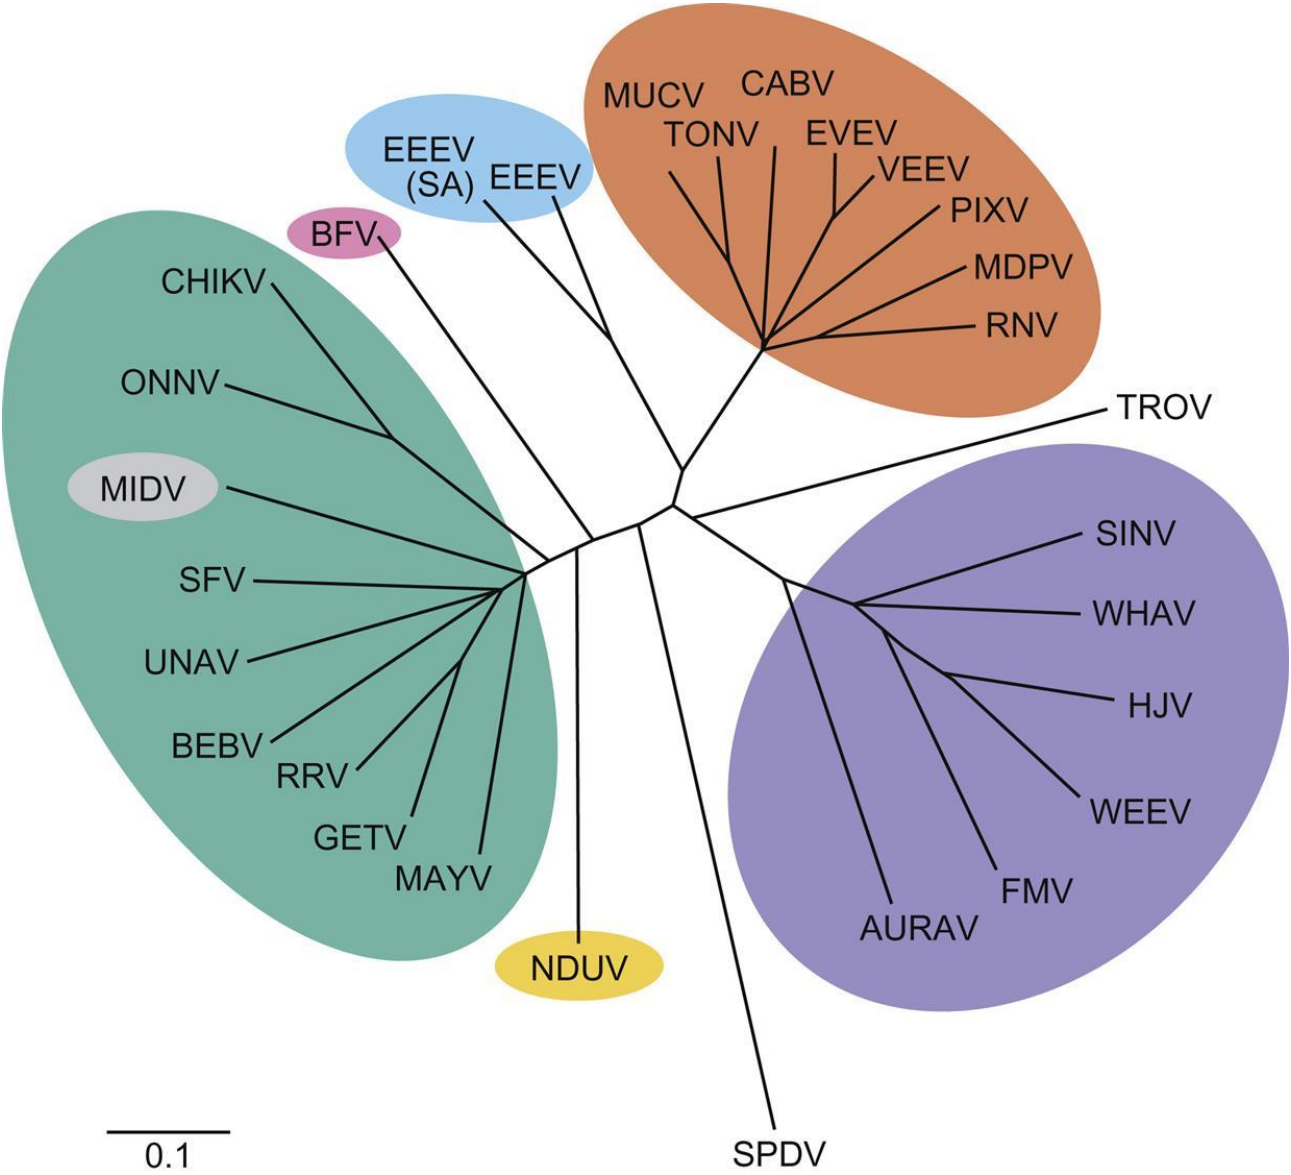 CABV
MUCV
TONV
EVEV
EEEV
(SA)
EEEV
VEEV
PIXV
BFV
MDPV
CHIKV
RNV
ONNV
TROV
MIDV
SINV
SFV
WHAV
UNAV
HJV
BEBV
RRV
WEEV
GETV
MAYV
FMV
AURAV
NDUV
SPDV
0.1